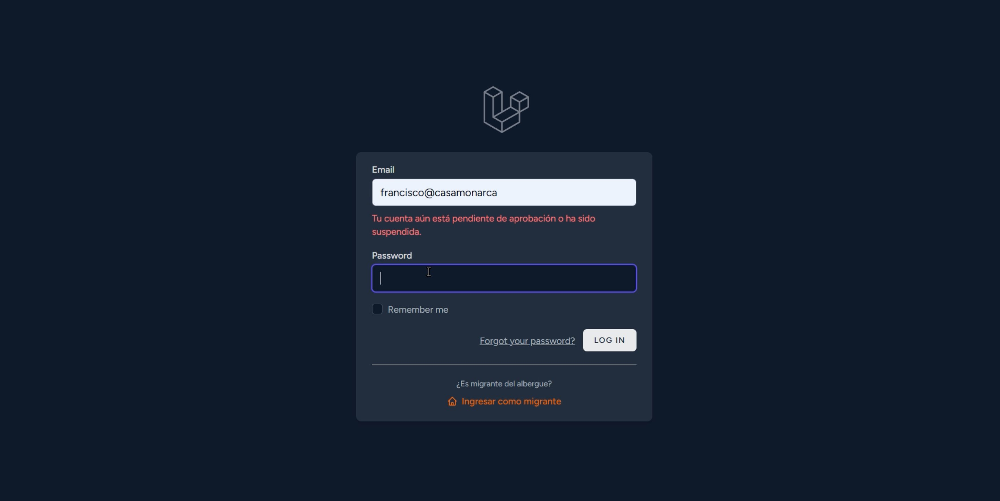 Email
francisco@casamonarca
Tu cuenta aún está pendiente de aprobación o ha sido
suspendida.
Password
Remember me
Forgot your password?
LOG IN
¿Es migrante del albergue?
Ingresar como migrante